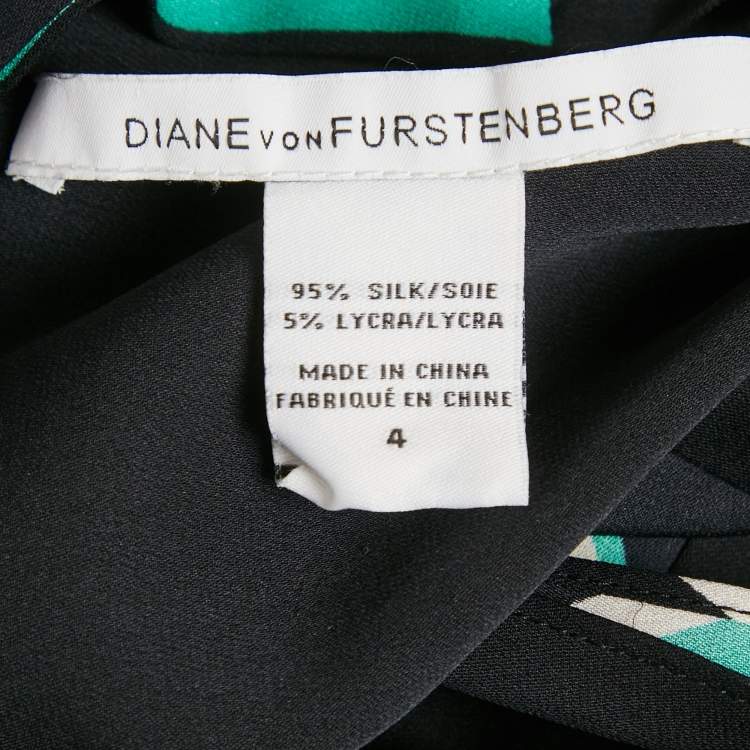 DIANE VON FURSTENBERG
95% SILK/SOIE
5% LYCRA/LYCRA
MADE IN CHINA
FABRIQUÉ EN CHINE
4